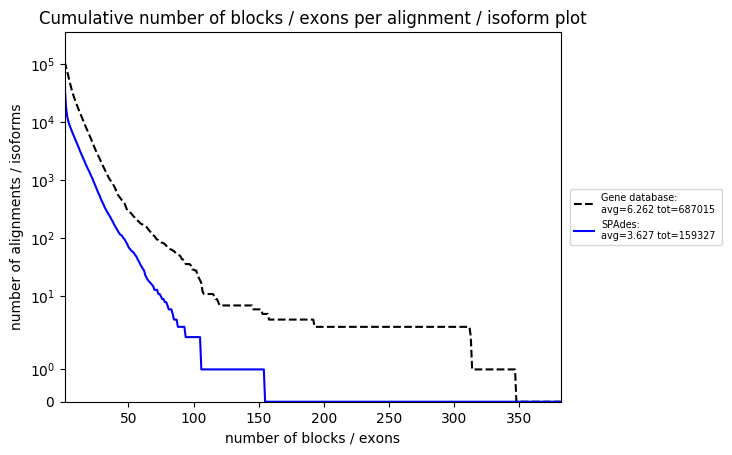 Cumulative number of blocks / exons per alignment / isoform plot
number of alignments / isoforms
10^5
10^4
10^3
10^2
10^1
10^0
0
50
100
150
200
250
300
350
number of blocks / exons
Gene database:
avg=6.262 tot=687015
SPAdes:
avg=3.627 tot=159327